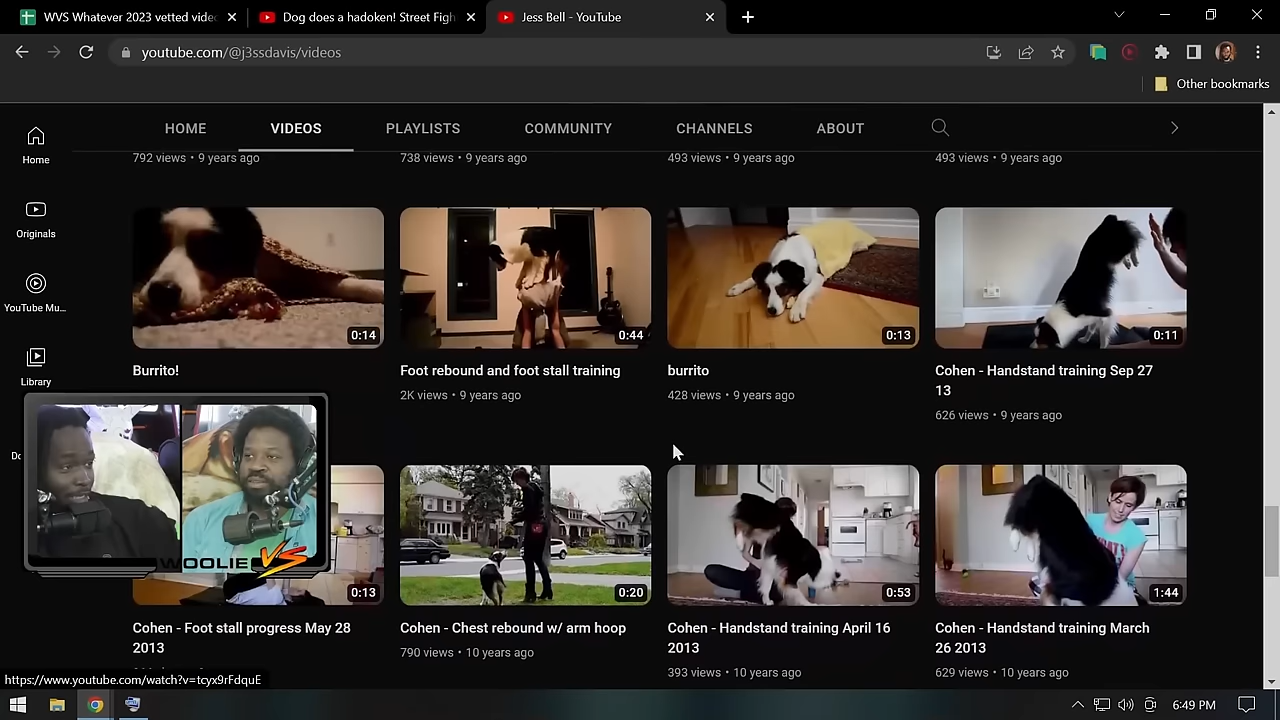 WVS Whatever 2023 vetted vide
Dog does a hadoken! Street Figh
Jess Bell - YouTube
youtube.com/@j3ssdavis/videos
Other bookmarks
HOME
VIDEOS
PLAYLISTS
COMMUNITY
CHANNELS
ABOUT
Home
Originals
YouTube Mu...
Library
792 views • 9 years ago
738 views • 9 years ago
493 views • 9 years ago
493 views • 9 years ago
0:14
0:44
0:13
0:11
Burrito!
Foot rebound and foot stall training
2K views • 9 years ago
burrito
428 views • 9 years ago
Cohen - Handstand training Sep 27
13
626 views • 9 years ago
WOOLIE VS
0:13
0:20
0:53
1:44
Cohen - Foot stall progress May 28
2013
Cohen - Chest rebound w/ arm hoop
790 views • 10 years ago
Cohen - Handstand training April 16
2013
393 views • 10 years ago
Cohen - Handstand training March
26 2013
629 views • 10 years ago
https://www.youtube.com/watch?v=tcyx9rFdquE
6:49 PM